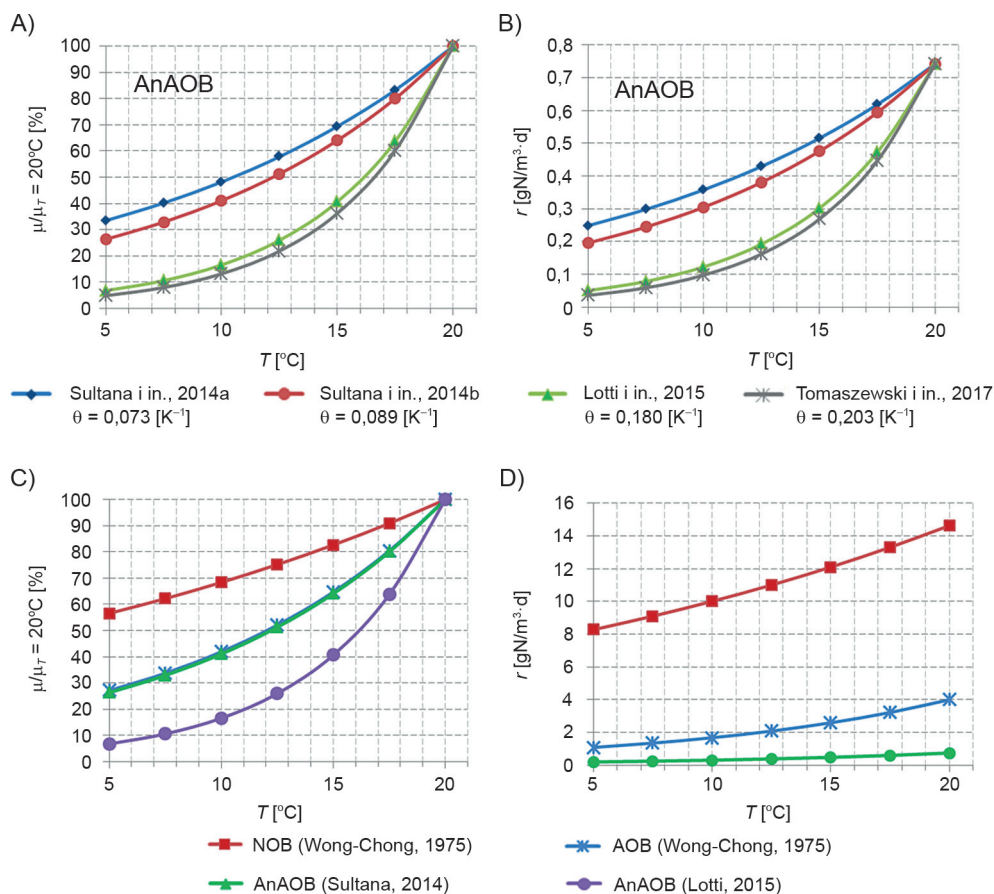 A)
AnAOB
μ/μT = 20°C [%]
100
90
80
70
60
50
40
30
20
10
0
5
10
15
20
T [°C]
B)
AnAOB
r [gN/m³·d]
0,8
0,7
0,6
0,5
0,4
0,3
0,2
0,1
0
5
10
15
20
T [°C]
Sultana i in., 2014a
θ = 0,073 [K⁻¹]
Sultana i in., 2014b
θ = 0,089 [K⁻¹]
Lotti i in., 2015
θ = 0,180 [K⁻¹]
Tomaszewski i in., 2017
θ = 0,203 [K⁻¹]
C)
μ/μT = 20°C [%]
100
90
80
70
60
50
40
30
20
10
0
5
10
15
20
T [°C]
D)
r [gN/m³·d]
16
14
12
10
8
6
4
2
0
5
10
15
20
T [°C]
NOB (Wong-Chong, 1975)
AOB (Wong-Chong, 1975)
AnAOB (Sultana, 2014)
AnAOB (Lotti, 2015)